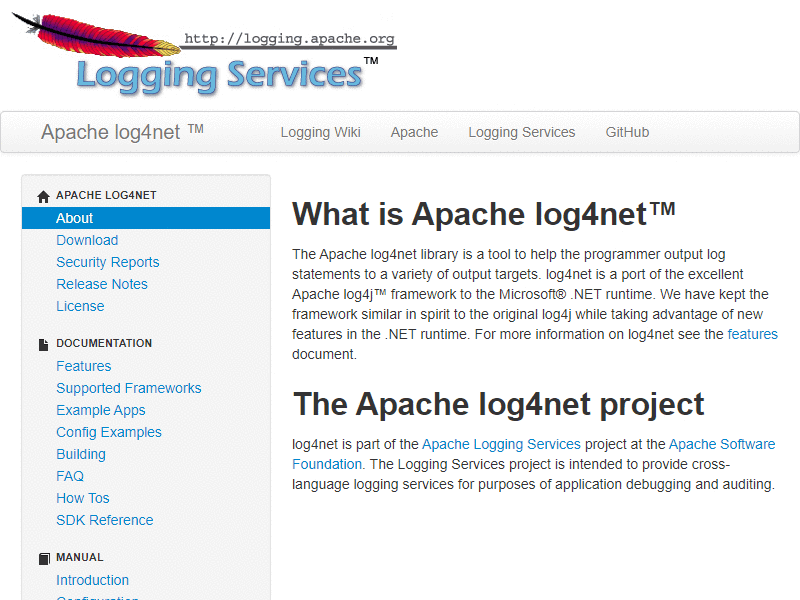 http://logging.apache.org
Logging Services™
Apache log4net ™
Logging Wiki
Apache
Logging Services
GitHub
APACHE LOG4NET
About
Download
Security Reports
Release Notes
License
DOCUMENTATION
Features
Supported Frameworks
Example Apps
Config Examples
Building
FAQ
How Tos
SDK Reference
MANUAL
Introduction
What is Apache log4net™
The Apache log4net library is a tool to help the programmer output log
statements to a variety of output targets. log4net is a port of the excellent
Apache log4j™ framework to the Microsoft® .NET runtime. We have kept the
framework similar in spirit to the original log4j while taking advantage of new
features in the .NET runtime. For more information on log4net see the features
document.
The Apache log4net project
log4net is part of the Apache Logging Services project at the Apache Software
Foundation. The Logging Services project is intended to provide cross-
language logging services for purposes of application debugging and auditing.